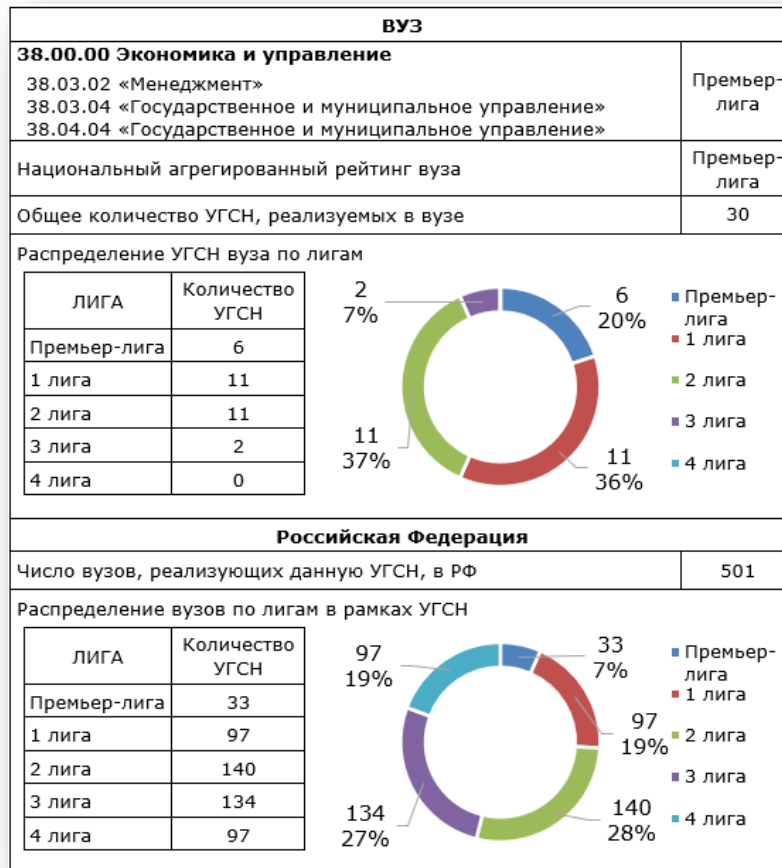 ВУЗ
38.00.00 Экономика и управление
38.03.02 «Менеджмент»
38.03.04 «Государственное и муниципальное управление»
38.04.04 «Государственное и муниципальное управление»
Премьер-
лига
Национальный агрегированный рейтинг вуза
Премьер-
лига
Общее количество УГСН, реализуемых в вузе
30
Распределение УГСН вуза по лигам
ЛИГА
Количество
УГСН
Премьер-лига 6
1 лига 11
2 лига 11
3 лига 2
4 лига 0
2
7%
6
20%
11
37%
11
36%
Премьер-
лига
1 лига
2 лига
3 лига
4 лига
Российская Федерация
Число вузов, реализующих данную УГСН, в РФ
501
Распределение вузов по лигам в рамках УГСН
ЛИГА
Количество
УГСН
Премьер-лига 33
1 лига 97
2 лига 140
3 лига 134
4 лига 97
97
19%
33
7%
97
19%
134
27%
140
28%
Премьер-
лига
1 лига
2 лига
3 лига
4 лига